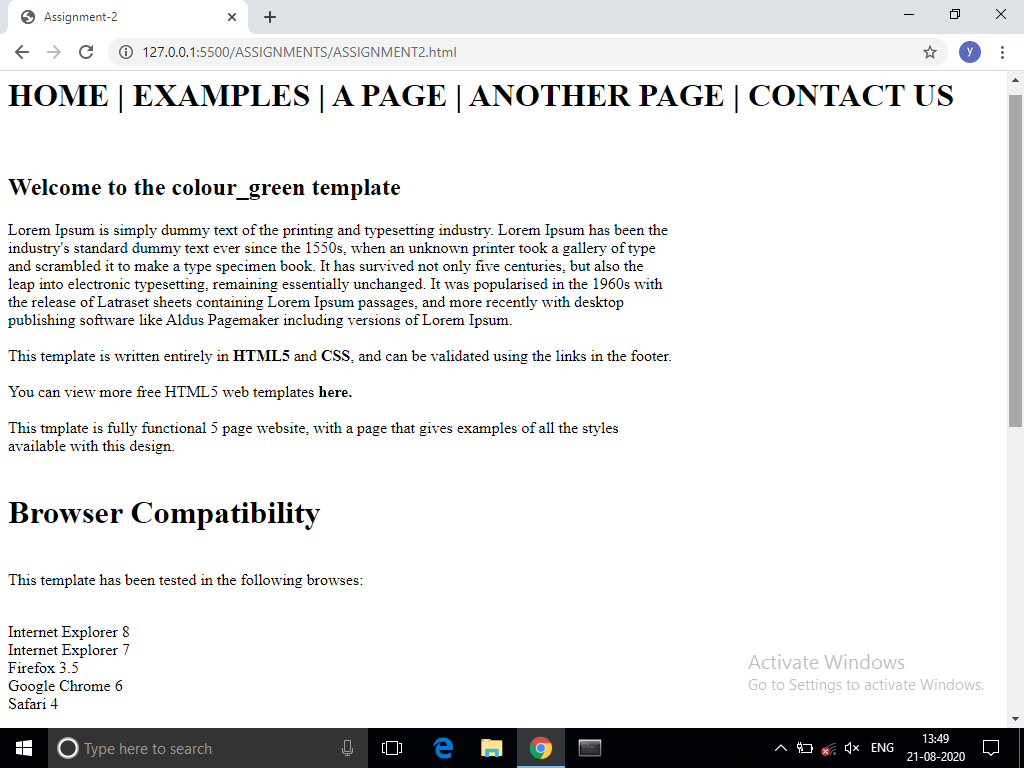 Assignment-2
127.0.0.1:5500/ASSIGNMENTS/ASSIGNMENT2.html
y
HOME | EXAMPLES | A PAGE | ANOTHER PAGE | CONTACT US
Welcome to the colour_green template
Lorem Ipsum is simply dummy text of the printing and typesetting industry. Lorem Ipsum has been the
industry's standard dummy text ever since the 1550s, when an unknown printer took a gallery of type
and scrambled it to make a type specimen book. It has survived not only five centuries, but also the
leap into electronic typesetting, remaining essentially unchanged. It was popularised in the 1960s with
the release of Latraset sheets containing Lorem Ipsum passages, and more recently with desktop
publishing software like Aldus Pagemaker including versions of Lorem Ipsum.
This template is written entirely in HTML5 and CSS, and can be validated using the links in the footer.
You can view more free HTML5 web templates here.
This tmplate is fully functional 5 page website, with a page that gives examples of all the styles
available with this design.
Browser Compatibility
This template has been tested in the following browses:
Internet Explorer 8
Internet Explorer 7
Firefox 3.5
Google Chrome 6
Safari 4
Activate Windows
Go to Settings to activate Windows.
Type here to search
ENG
13:49
21-08-2020